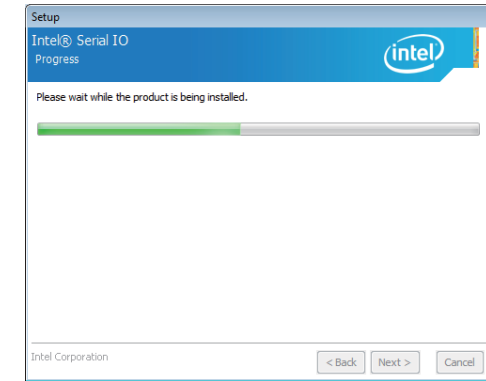 Setup
Intel® Serial IO
Progress
intel
Please wait while the product is being installed.
Intel Corporation
< Back Next > Cancel